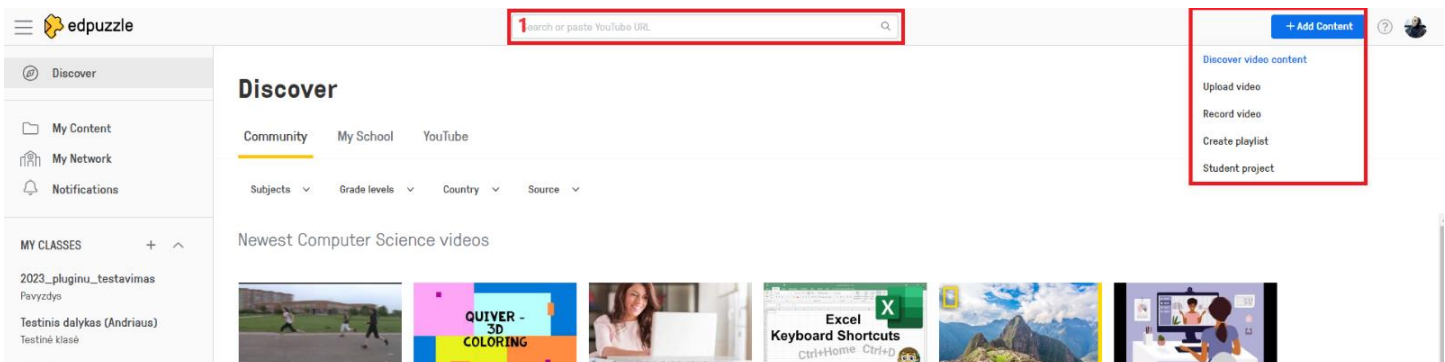 edpuzzle
1
Search or paste YouTube URL
+ Add Content
?
Discover video content
Upload video
Record video
Create playlist
Student project
Discover
My Content
My Network
Notifications
MY CLASSES
2023_pluginu_testavimas
Pavyzdys
Testinis dalykas (Andriaus)
Testinė klasė
Discover
Community My School YouTube
Subjects Grade levels Country Source
Newest Computer Science videos
QUIVER -
3D
COLORING
Excel
X
Keyboard Shortcuts
Ctrl+Home Ctrl+D